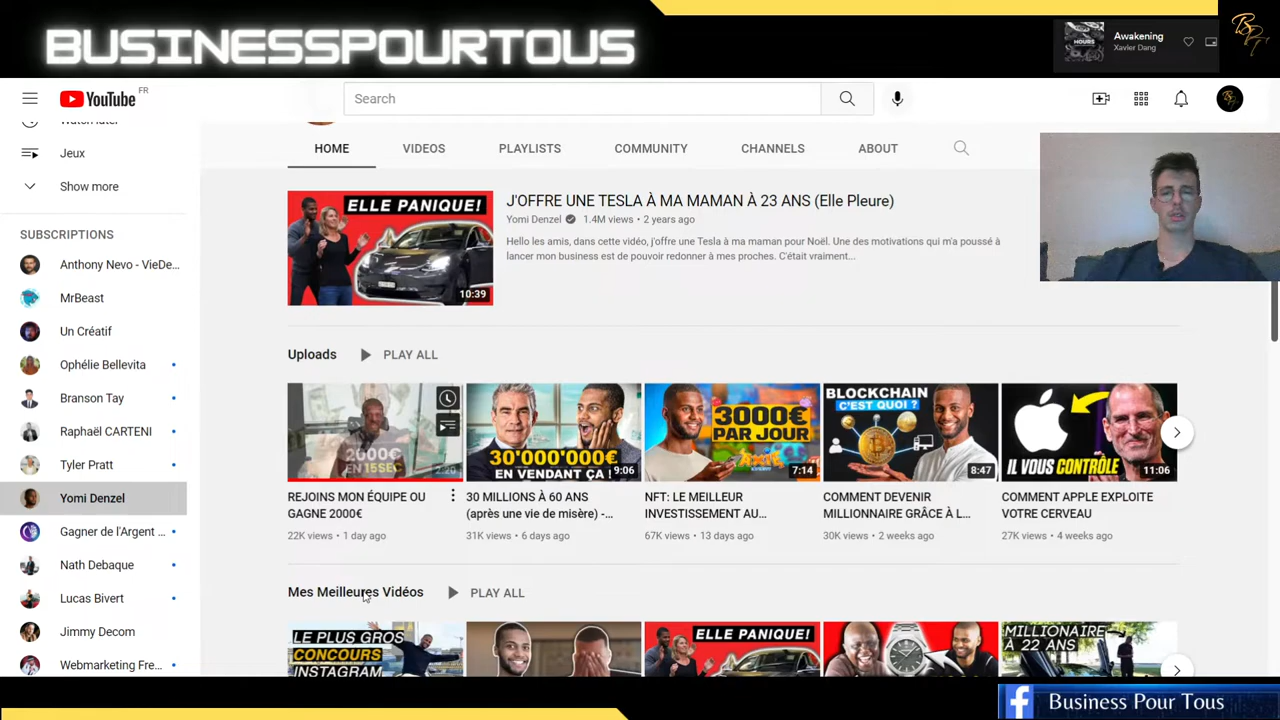 BUSINESSPOURTOUS
HOURS
Awakening
Xavier Dang
YouTube FR
Search
Jeux
Show more
SUBSCRIPTIONS
Anthony Nevo - VieDe...
MrBeast
Un Créatif
Ophélie Bellevita
Branson Tay
Raphaël CARTENI
Tyler Pratt
Yomi Denzel
Gagner de l'Argent ...
Nath Debaque
Lucas Bivert
Jimmy Decom
Webmarketing Fre...
HOME VIDEOS PLAYLISTS COMMUNITY CHANNELS ABOUT
ELLE PANIQUE!
10:39
J'OFFRE UNE TESLA À MA MAMAN À 23 ANS (Elle Pleure)
Yomi Denzel 1.4M views • 2 years ago
Hello les amis, dans cette vidéo, j'offre une Tesla à ma maman pour Noël. Une des motivations qui m'a poussé à
lancer mon business est de pouvoir redonner à mes proches. C'était vraiment...
Uploads PLAY ALL
2000€
EN 15SEC
2:20
REJOINS MON ÉQUIPE OU
GAGNE 2000€
22K views • 1 day ago
30'000'000€
EN VENDANT ÇA !
9:06
30 MILLIONS À 60 ANS
(après une vie de misère) -...
31K views • 6 days ago
3000€
PAR JOUR
7:14
NFT: LE MEILLEUR
INVESTISSEMENT AU...
67K views • 13 days ago
BLOCKCHAIN
C'EST QUOI ?
8:47
COMMENT DEVENIR
MILLIONNAIRE GRÂCE À L...
30K views • 2 weeks ago
IL VOUS CONTRÔLE
11:06
COMMENT APPLE EXPLOITE
VOTRE CERVEAU
27K views • 4 weeks ago
Mes Meilleures Vidéos PLAY ALL
LE PLUS GROS
CONCOURS
INSTAGRAM
ELLE PANIQUE!
MILLIONAIRE
À 22 ANS
Business Pour Tous